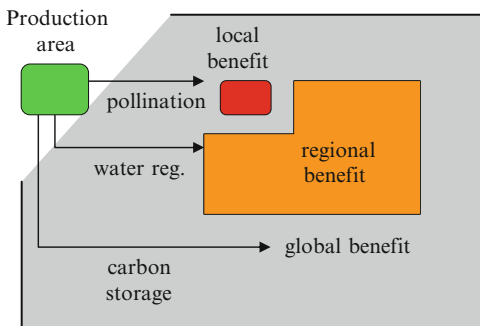 Production
area
local
benefit
pollination
water reg.
regional
benefit
global benefit
carbon
storage